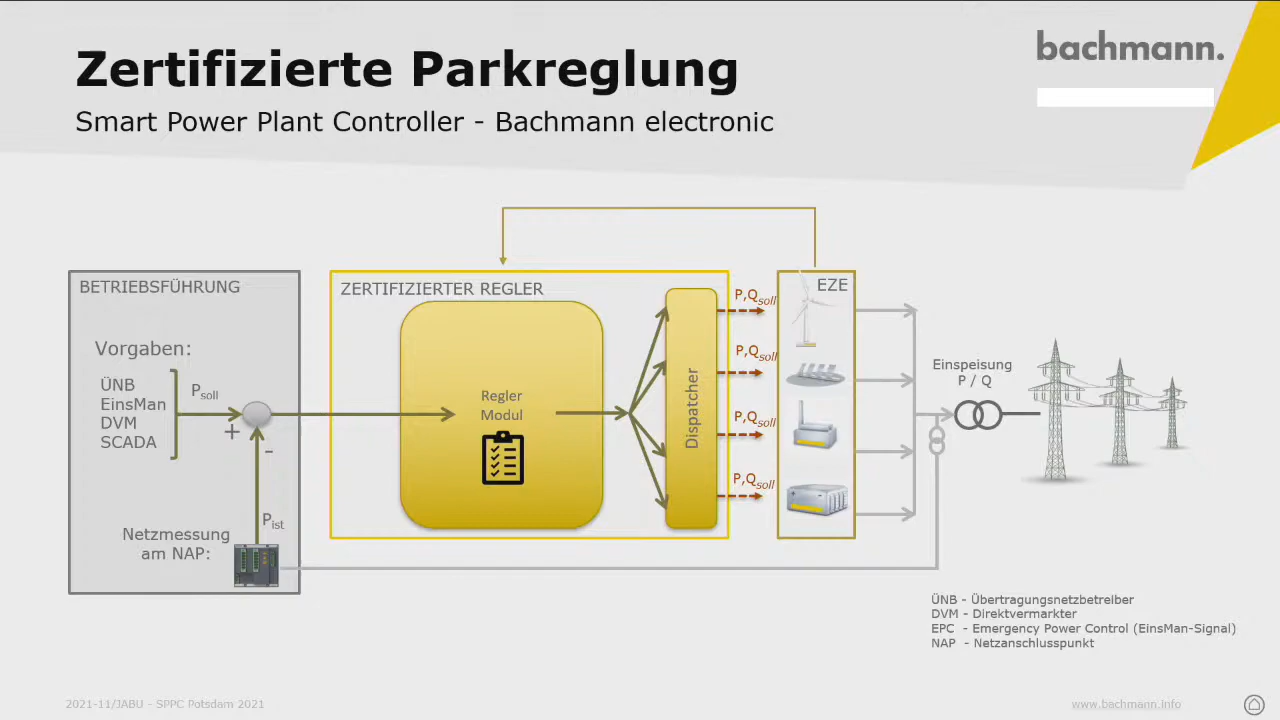 Zertifizierte Parkreglung
Smart Power Plant Controller - Bachmann electronic
bachmann.
BETRIEBSFÜHRUNG
Vorgaben:
ÜNB
EinsMan
DVM
SCADA
Psoll
+
-
Pist
Netzmessung
am NAP:
ZERTIFIZIERTER REGLER
Regler
Modul
Dispatcher
P,Qsoll
P,Qsoll
P,Qsoll
P,Qsoll
EZE
Einspeisung
P / Q
ÜNB - Übertragungsnetzbetreiber
DVM - Direktvermarkter
EPC - Emergency Power Control (EinsMan-Signal)
NAP - Netzanschlusspunkt
2021-11/JABU - SPPC Potsdam 2021
www.bachmann.info